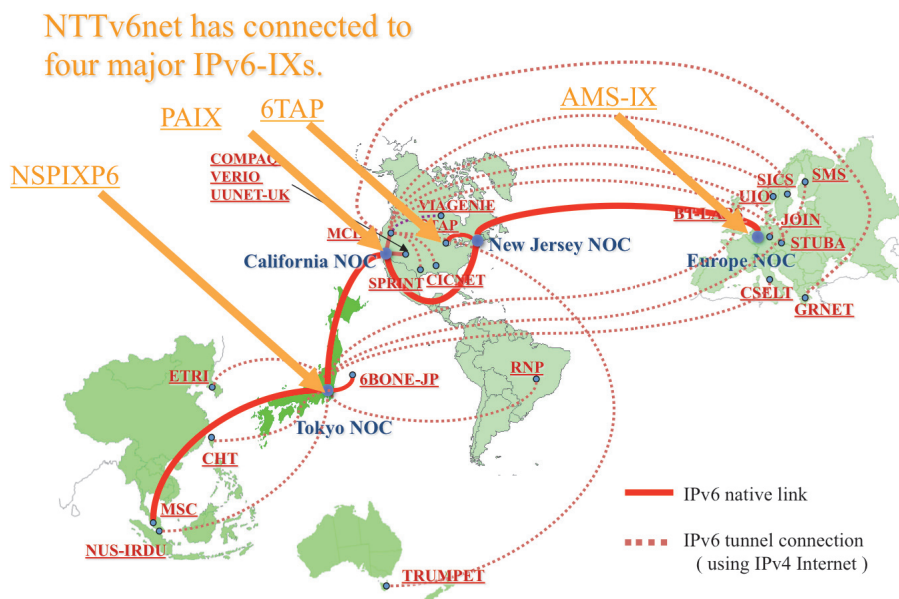 NTTv6net has connected to
four major IPv6-IXs.
6TAP
AMS-IX
PAIX
NSPIXP6
COMPAQ
VERIO
UUNET-UK
SICS
SMS
UIO
VIAGENIE
JOIN
STUBA
New Jersey NOC
California NOC
Europe NOC
SPRINT
CICNET
CSELT
GRNET
ETRI
6BONE-JP
RNP
Tokyo NOC
CHT
MSC
NUS-IRDU
TRUMPET
IPv6 native link
IPv6 tunnel connection
( using IPv4 Internet )